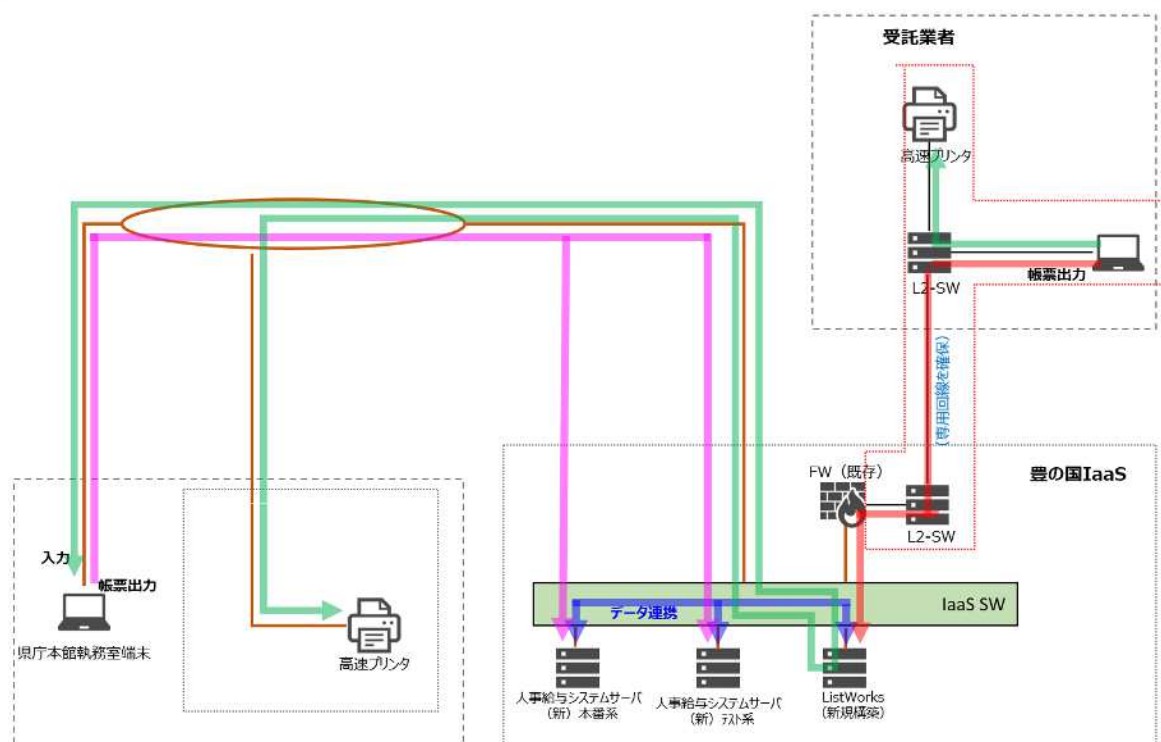 受託業者
高速プリンタ
L2-SW
帳票出力
(専用回線を確保)
豊の国IaaS
FW（既存）
L2-SW
入力
帳票出力
県庁本館執務室端末
高速プリンタ
IaaS SW
データ連携
人事給与システムサーバ
（新）本番系
人事給与システムサーバ
（新）テスト系
ListWorks
(新規構築)